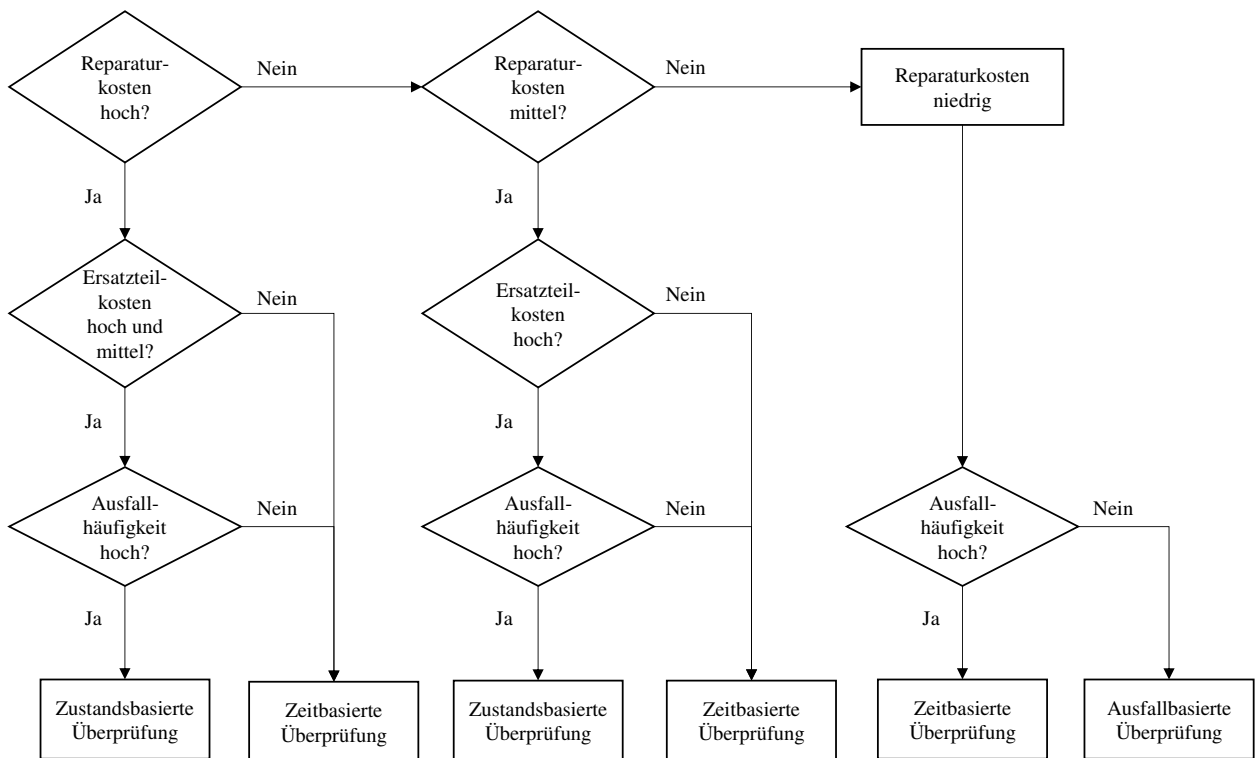 Reparatur-
kosten
hoch?
Nein
Reparatur-
kosten
mittel?
Nein
Reparaturkosten
niedrig
Ja
Ja
Ersatzteil-
kosten
hoch und
mittel?
Nein
Ersatzteil-
kosten
hoch?
Nein
Ja
Ja
Ausfall-
häufigkeit
hoch?
Nein
Ausfall-
häufigkeit
hoch?
Nein
Ausfall-
häufigkeit
hoch?
Nein
Ja
Ja
Ja
Zustandsbasierte
Überprüfung
Zeitbasierte
Überprüfung
Zustandsbasierte
Überprüfung
Zeitbasierte
Überprüfung
Zeitbasierte
Überprüfung
Ausfallbasierte
Überprüfung